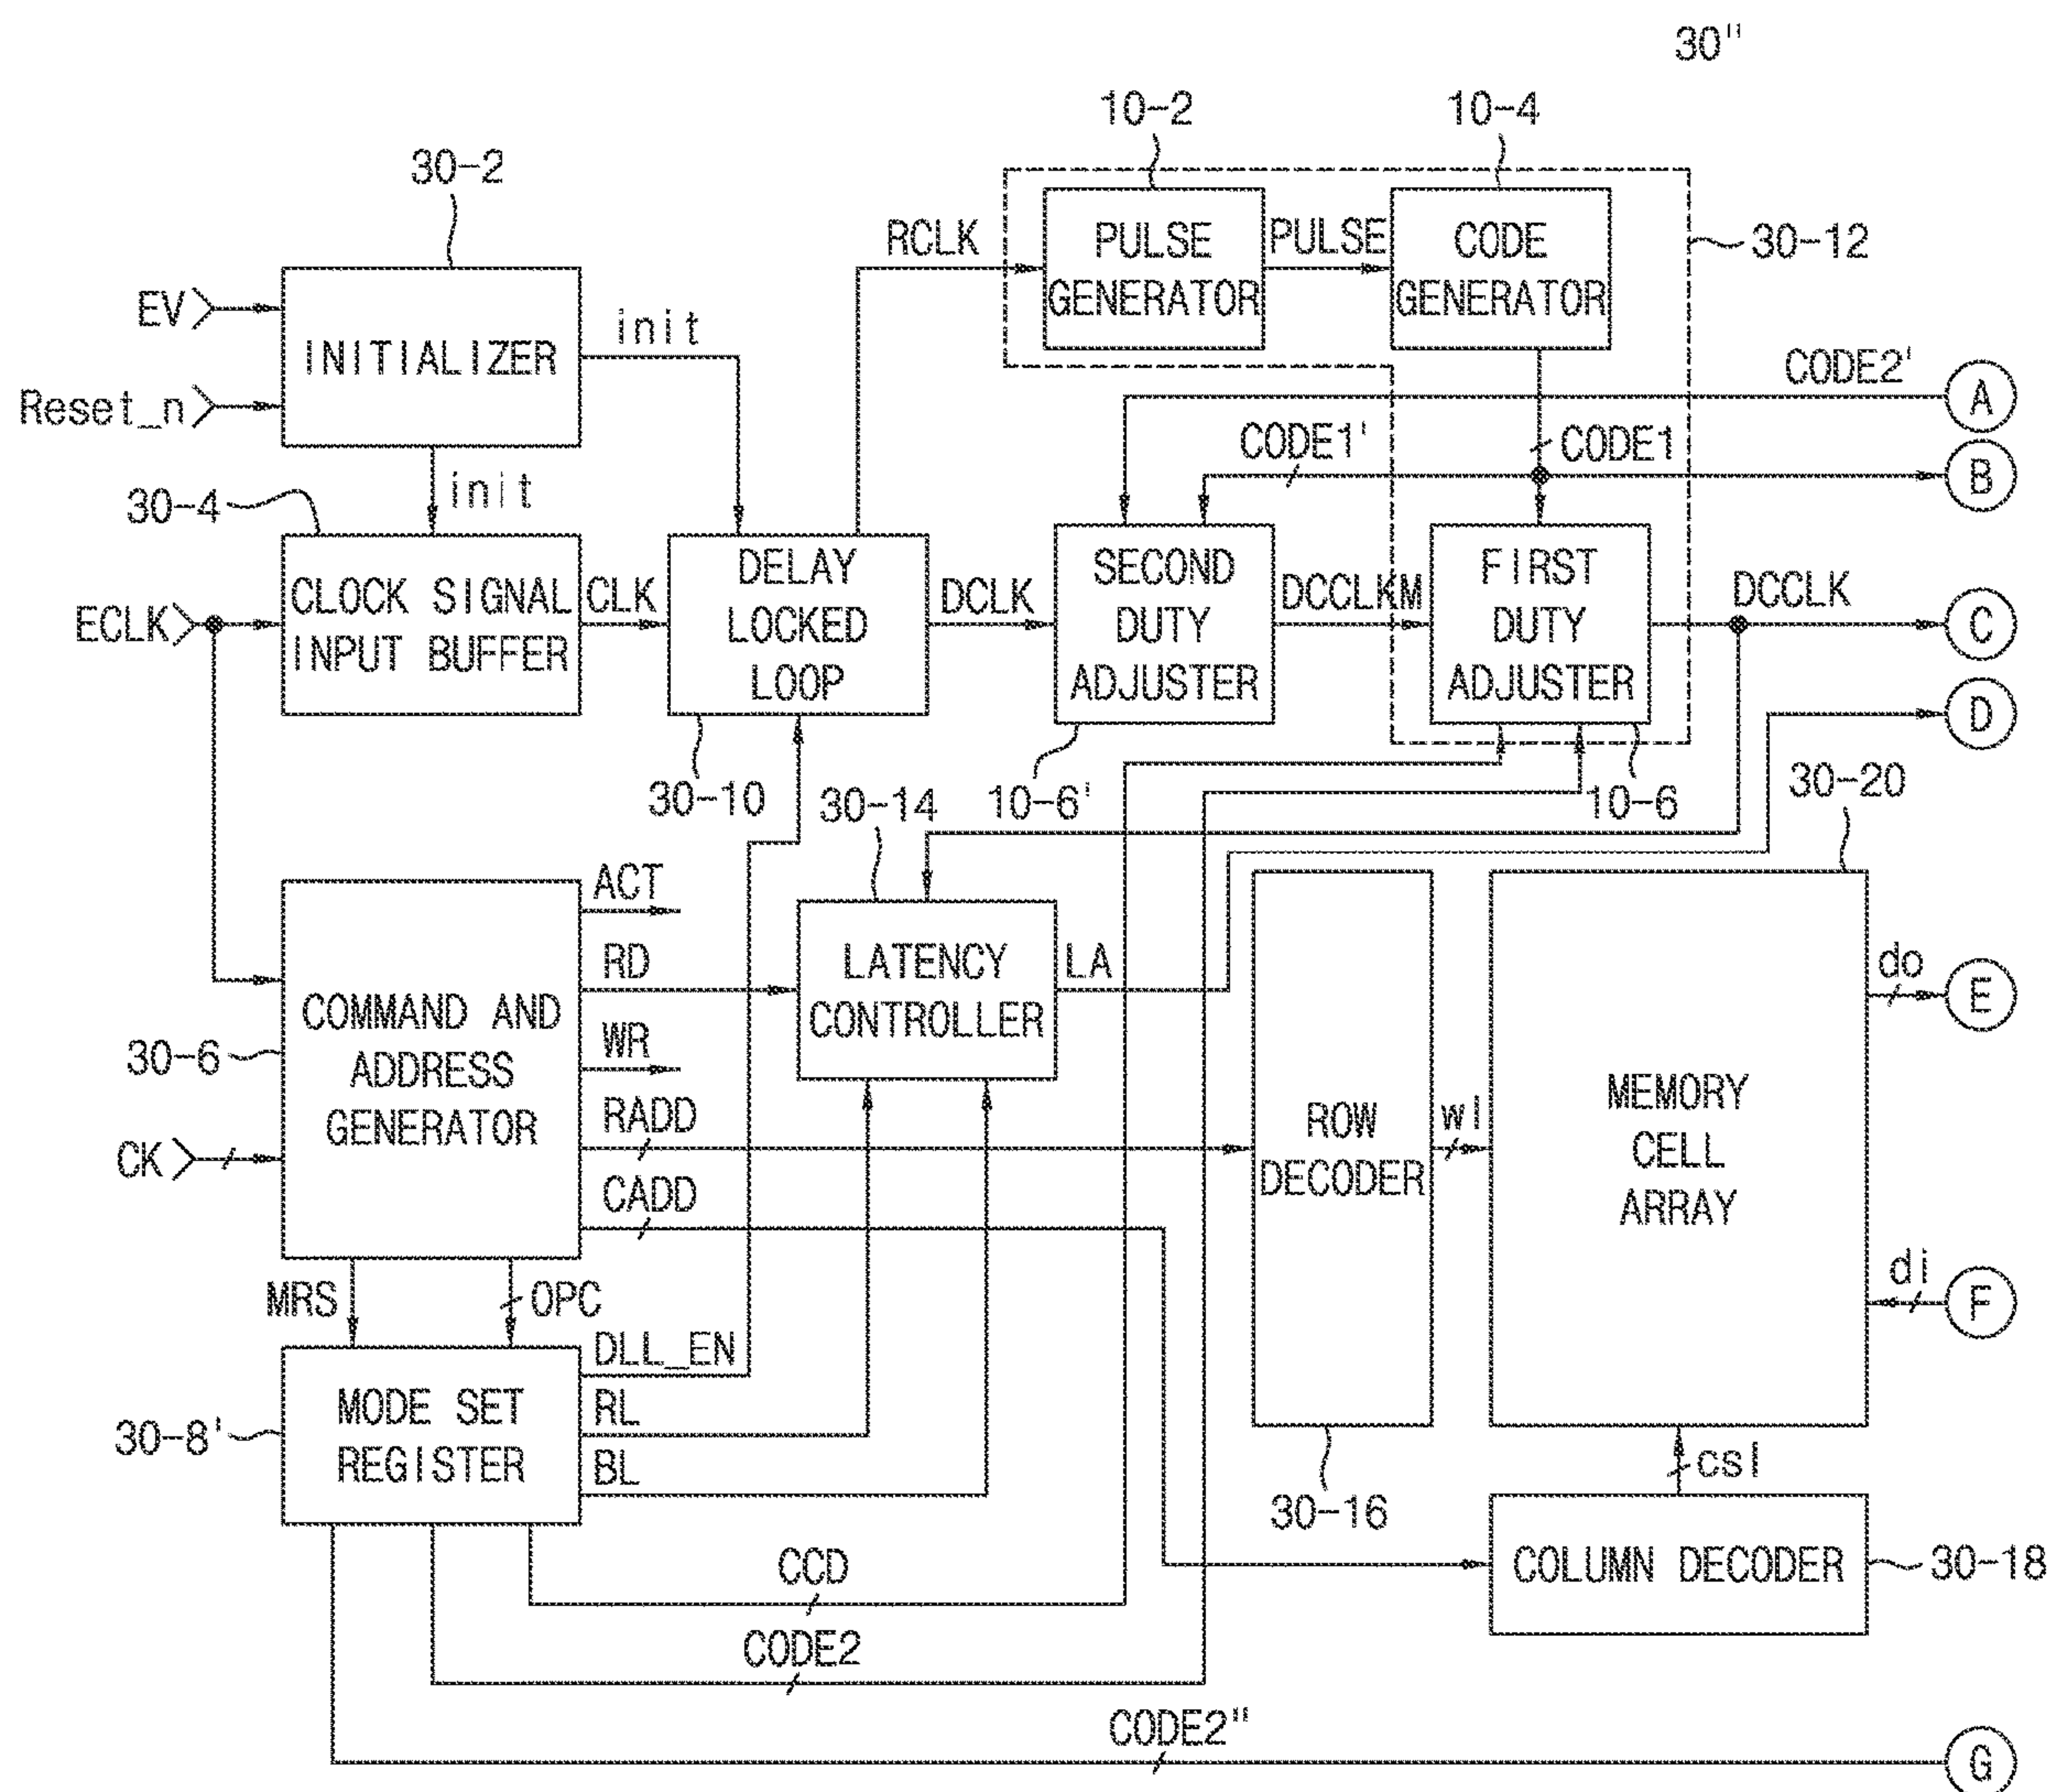 30"
10-2
10-4
30-2
RCLK
PULSE
GENERATOR
PULSE
CODE
GENERATOR
30-12
EV
INITIALIZER
init
Reset_n
CODE2'
A
CODE1'
CODE1
B
30-4
init
CLOCK SIGNAL
INPUT BUFFER
ECLK
CLK
DELAY
LOCKED
LOOP
DCLK
SECOND
DUTY
ADJUSTER
DCCLKM
FIRST
DUTY
ADJUSTER
DCCLK
C
D
30-10
30-14
10-6'
10-6
30-20
ACT
RD
WR
RADD
CADD
30-6
COMMAND AND
ADDRESS
GENERATOR
CK
LATENCY
CONTROLLER
LA
ROW
DECODER
wl
MEMORY
CELL
ARRAY
do
E
di
F
MRS
OPC
DLL_EN
RL
BL
30-8'
MODE SET
REGISTER
30-16
csl
COLUMN DECODER
30-18
CCD
CODE2
CODE2"
G